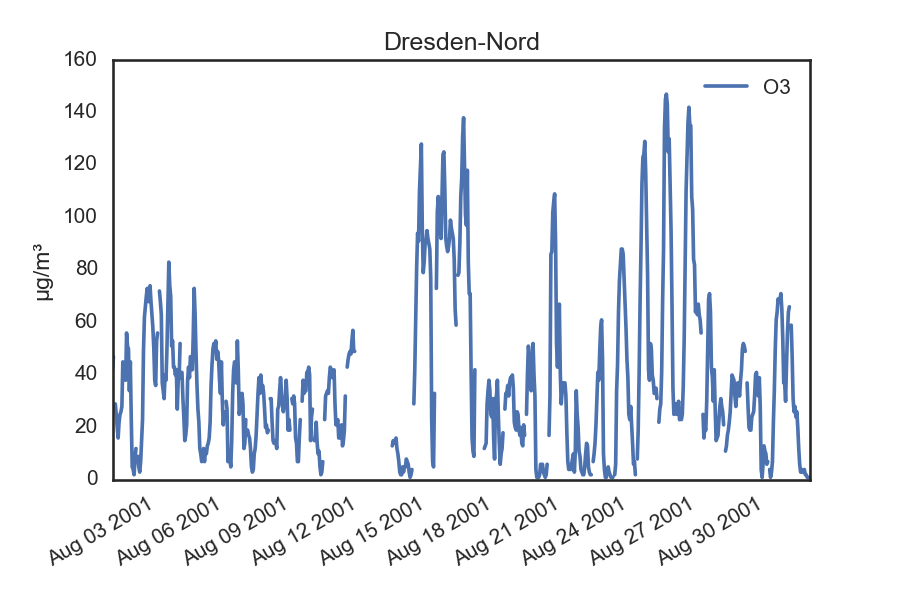 Dresden-Nord
160
140
120
100
80
60
40
20
0
µg/m³
O3
Aug 03 2001
Aug 06 2001
Aug 09 2001
Aug 12 2001
Aug 15 2001
Aug 18 2001
Aug 21 2001
Aug 24 2001
Aug 27 2001
Aug 30 2001